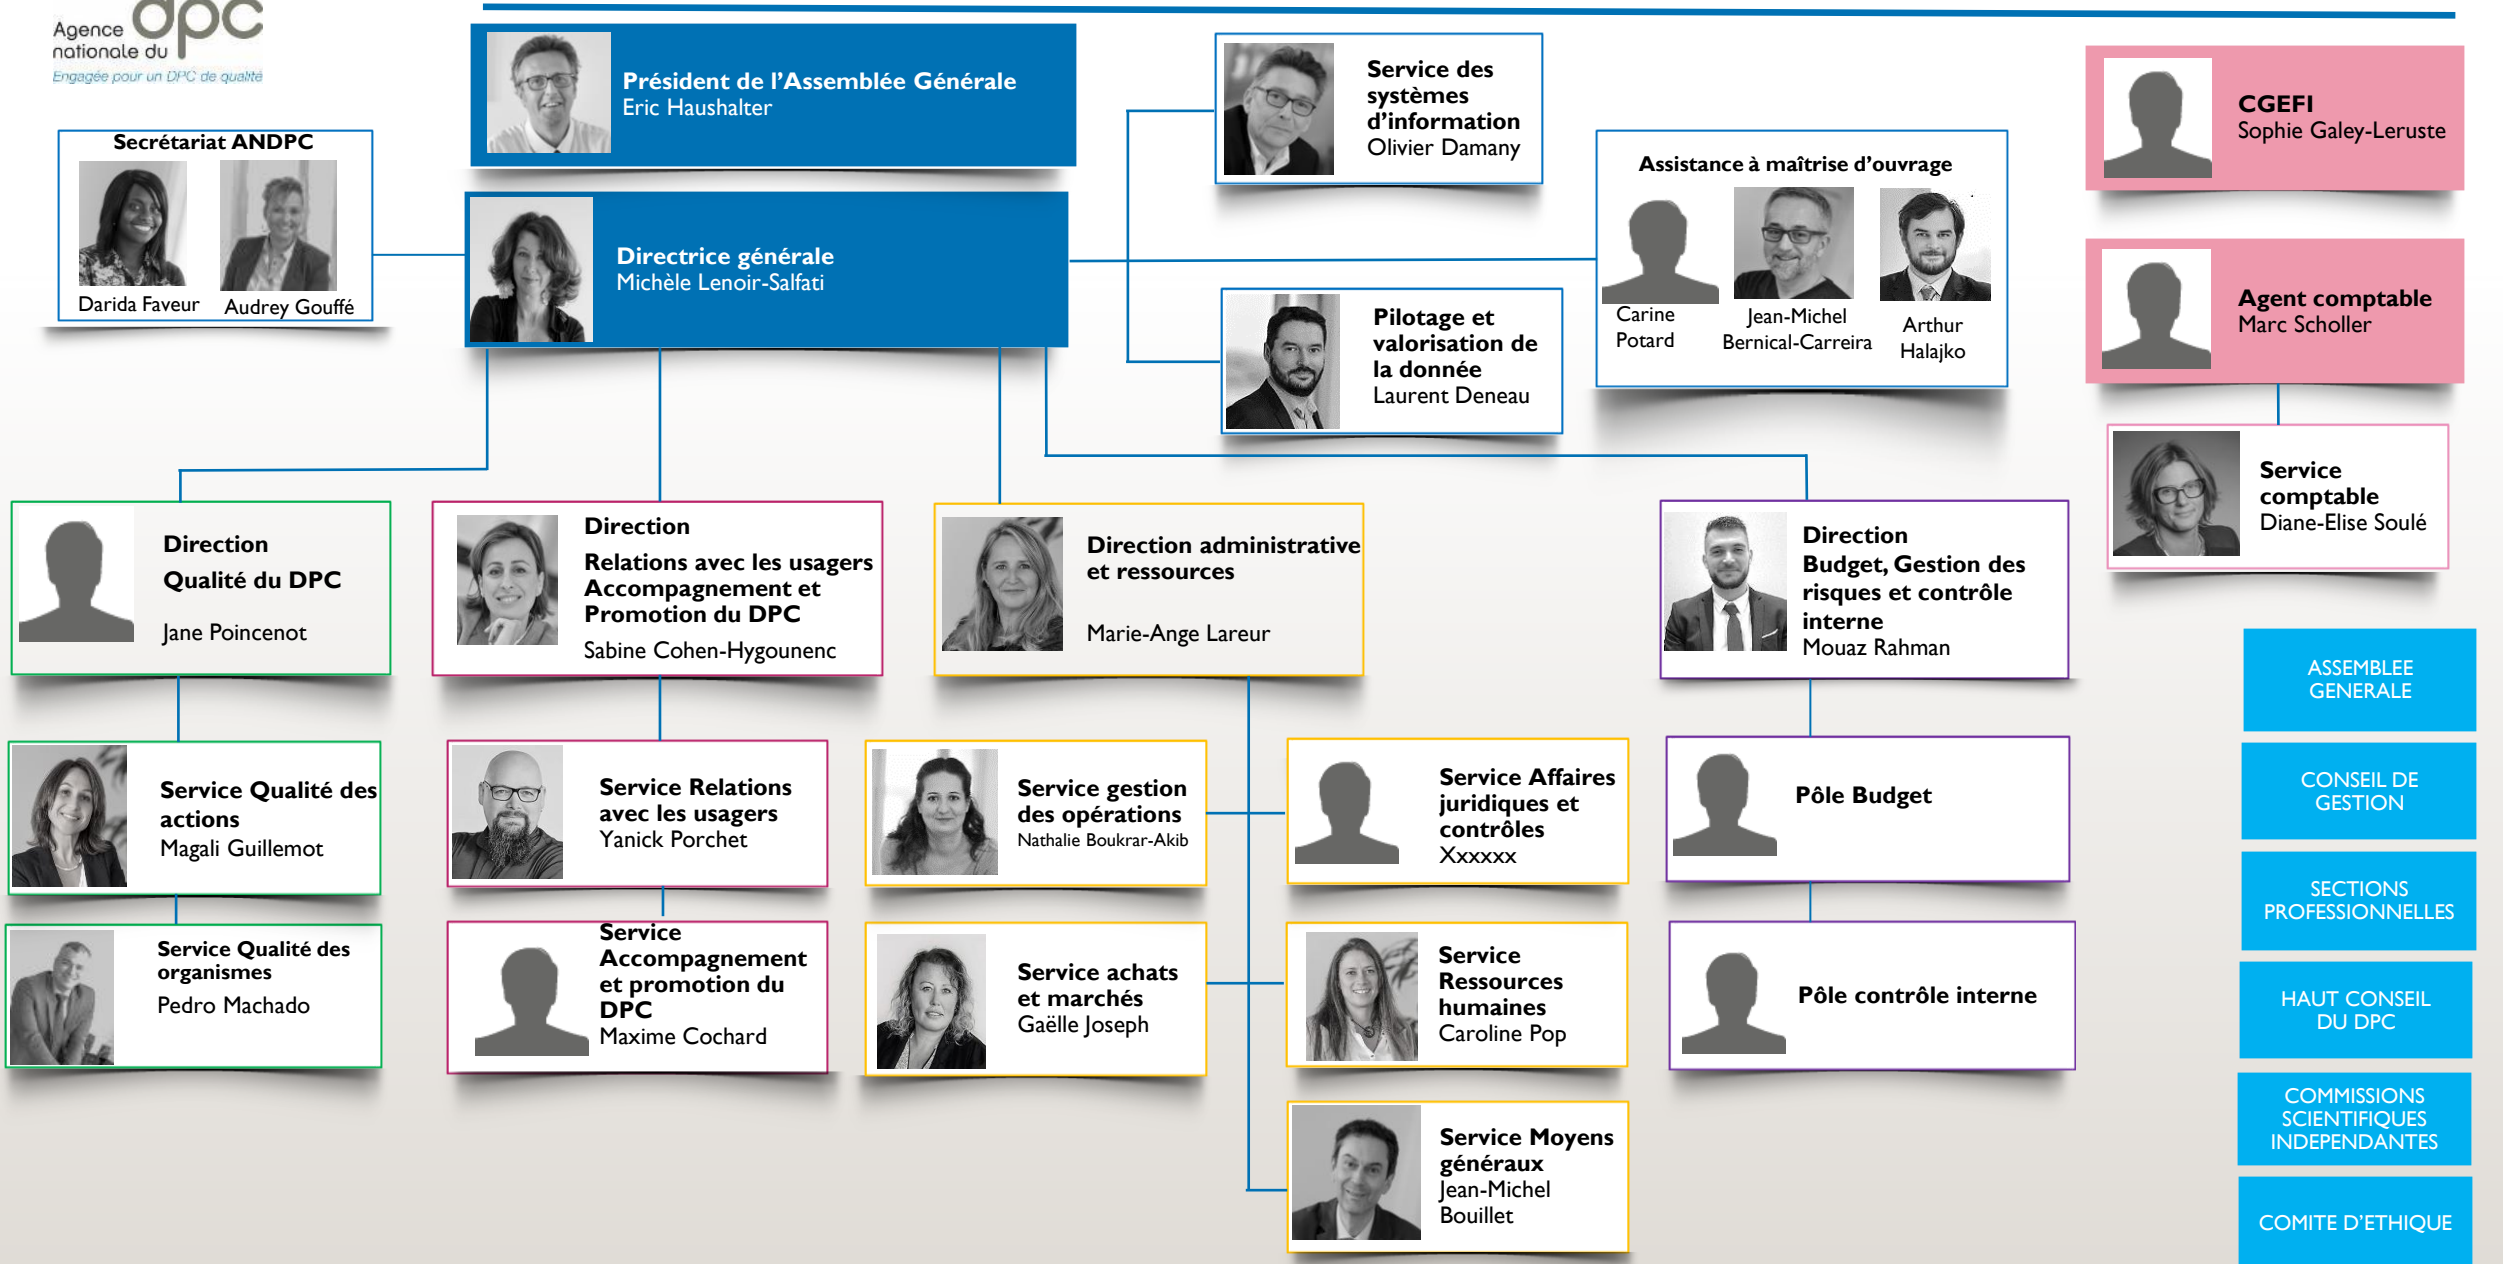 Agence dpc
nationale du
Engagée pour un DPC de qualité
Président de l'Assemblée Générale
Eric Haushalter
Secrétariat ANDPC
Darida Faveur
Audrey Gouffé
Directrice générale
Michèle Lenoir-Salfati
Service des
systèmes
d'information
Olivier Damany
Assistance à maîtrise d'ouvrage
Carine
Potard
Jean-Michel
Bernical-Carreira
Arthur
Halajko
Pilotage et
valorisation de
la donnée
Laurent Deneau
CGEFI
Sophie Galey-Leruste
Agent comptable
Marc Scholler
Service
comptable
Diane-Elise Soulé
Direction
Qualité du DPC
Jane Poincenot
Direction
Relations avec les usagers
Accompagnement et
Promotion du DPC
Sabine Cohen-Hygounenc
Direction administrative
et ressources
Marie-Ange Lareur
Direction
Budget, Gestion des
risques et contrôle
interne
Mouaz Rahman
Service Qualité des
actions
Magali Guillemot
Service Relations
avec les usagers
Yanick Porchet
Service gestion
des opérations
Nathalie Boukrar-Akib
Service Affaires
juridiques et
contrôles
Xxxxxx
Pôle Budget
Service Qualité des
organismes
Pedro Machado
Service
Accompagnement
et promotion du
DPC
Maxime Cochard
Service achats
et marchés
Gaëlle Joseph
Service
Ressources
humaines
Caroline Pop
Pôle contrôle interne
Service Moyens
généraux
Jean-Michel
Bouillet
ASSEMBLEE
GENERALE
CONSEIL DE
GESTION
SECTIONS
PROFESSIONNELLES
HAUT CONSEIL
DU DPC
COMMISSIONS
SCIENTIFIQUES
INDEPENDANTES
COMITE D'ETHIQUE